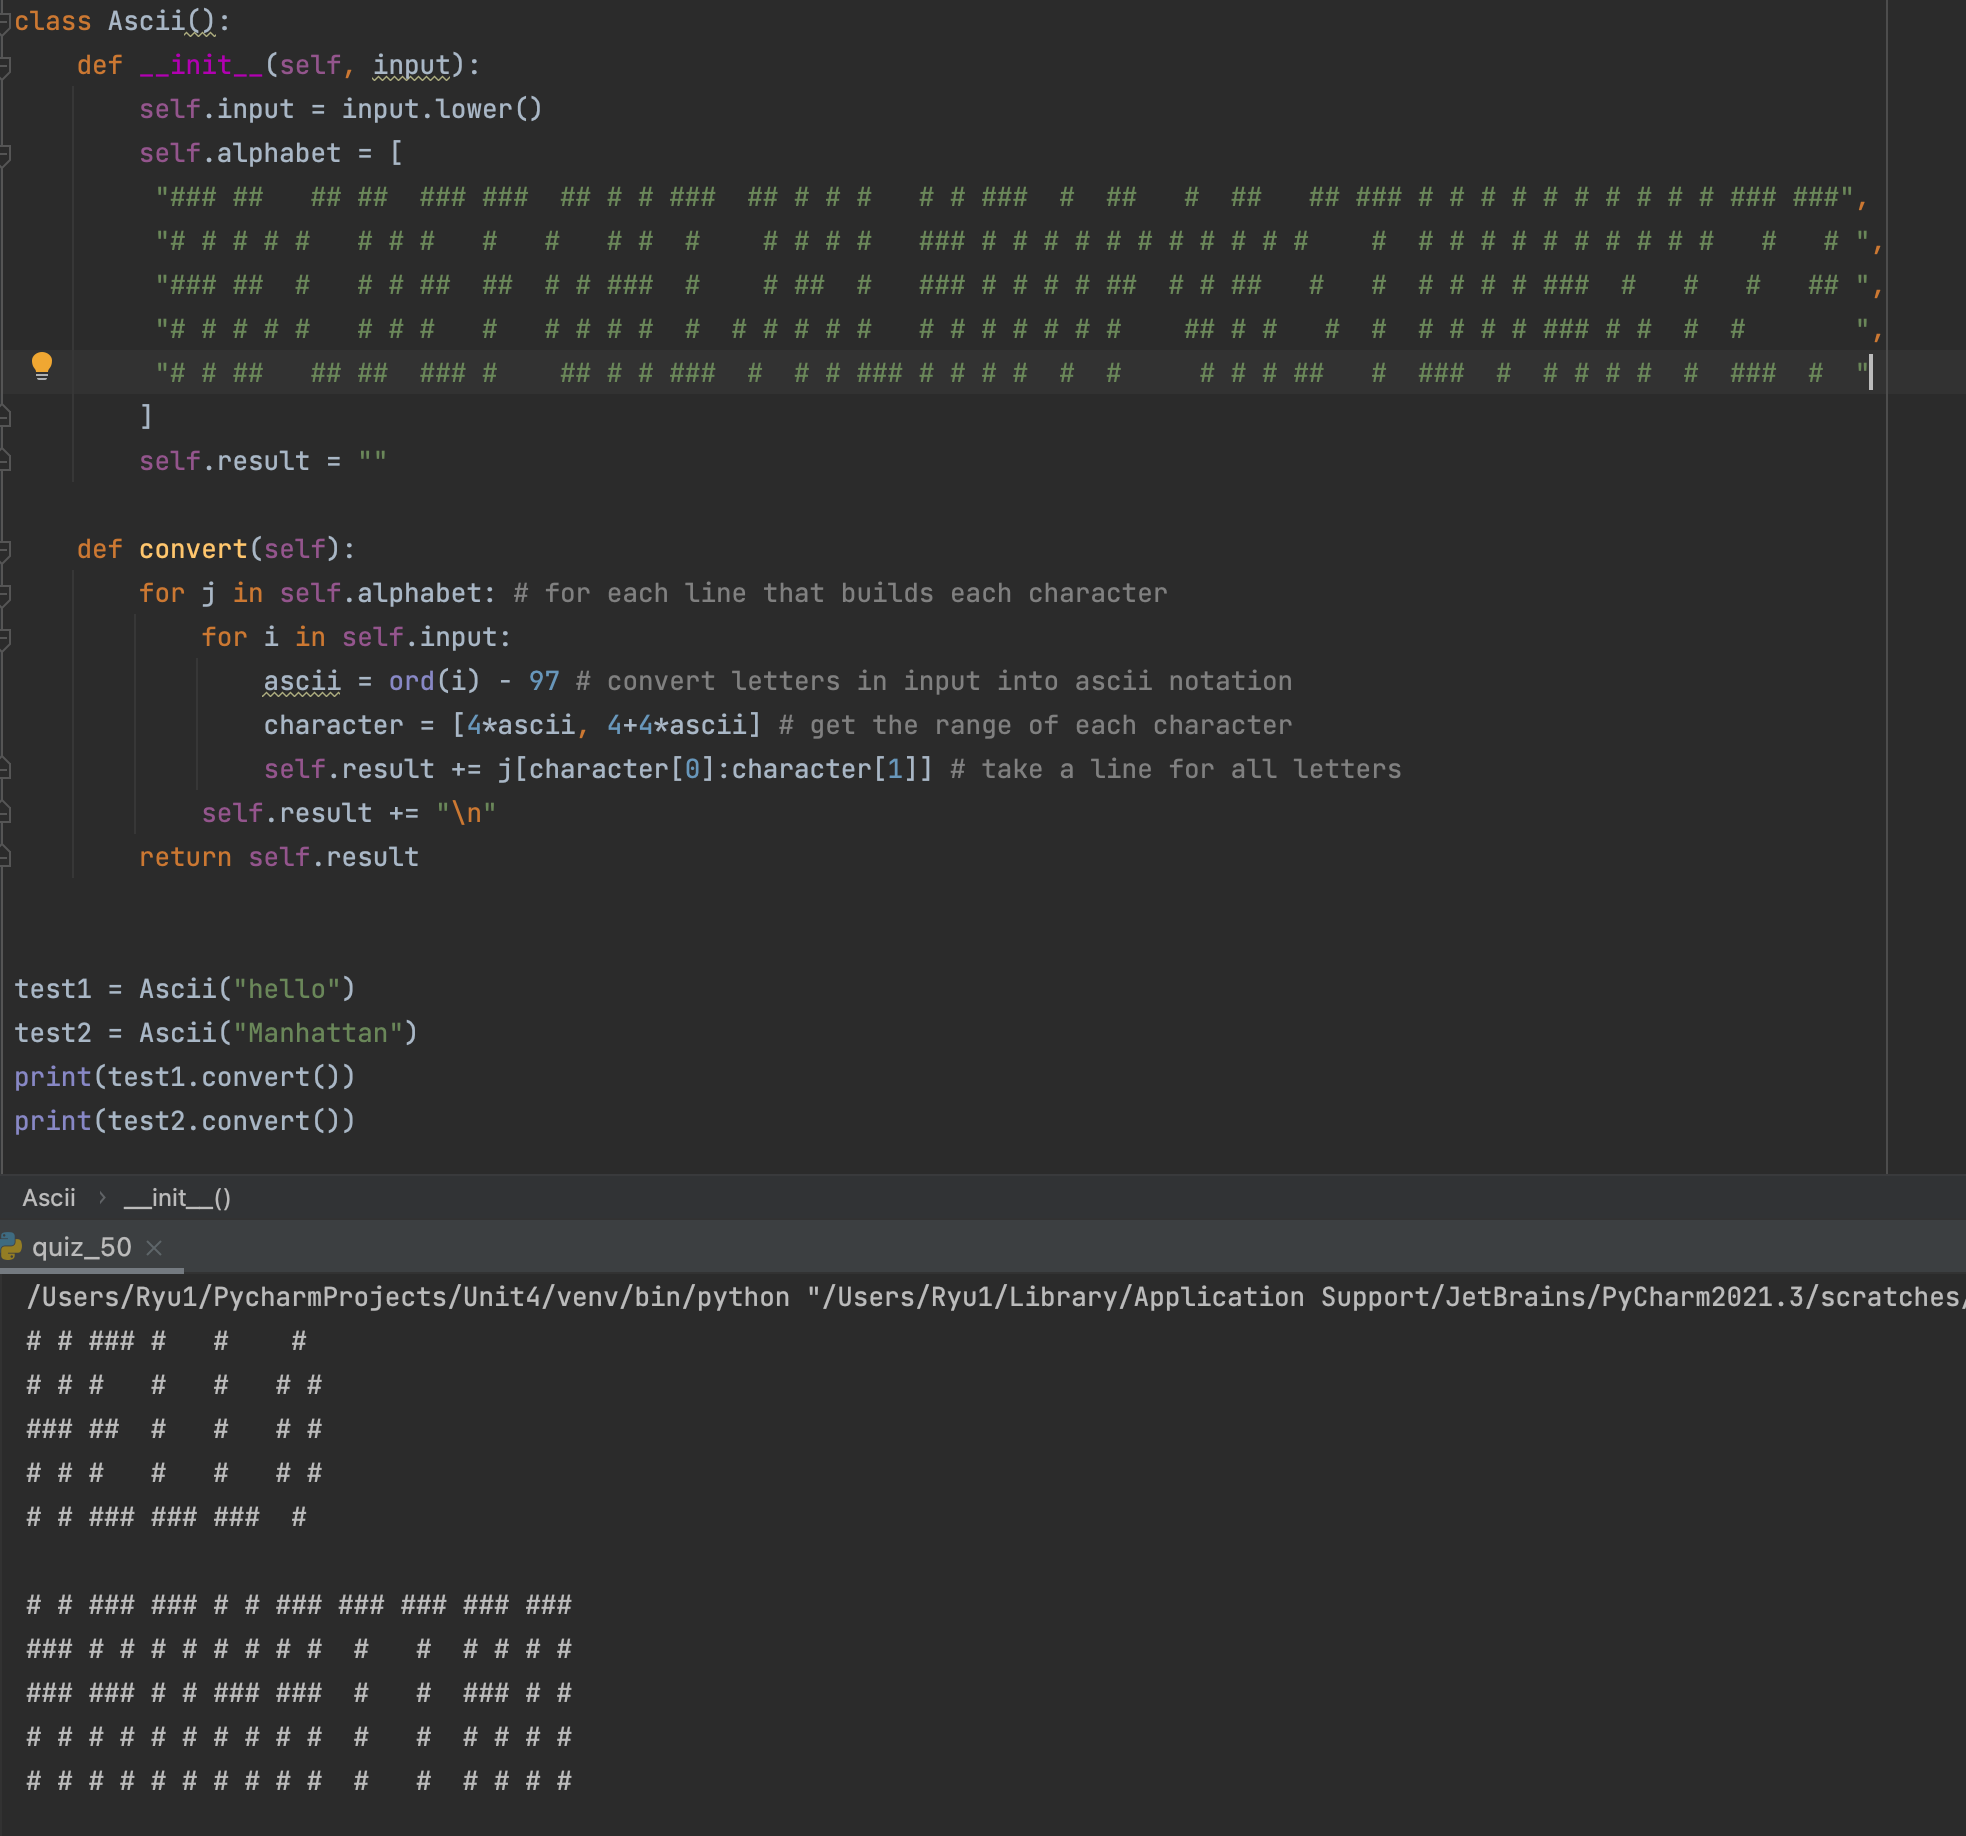 class Ascii():
    def __init__(self, input):
        self.input = input.lower()
        self.alphabet = [
         "### ##   ## ##  ### ###  ## # # ###  ## # # #   # # ###  #  ##   #  ##   ## ### # # # # # # # # # # ### ###",
         "# # # # #   # # #   #   #   # #  #    # # # #   ### # # # # # # # # # # #    #  # # # # # # # # # #   #   # ",
         "### ##  #   # # ##  ##  # # ###  #    # ##  #   ### # # # # ##  # # ##   #   #  # # # # ###  #   #   #   ## ",
         "# # # # #   # # #   #   # # # #  #  # # # # #   # # # # # # #    ## # #   #  #  # # # # ### # #  #  #       ",
         "# # ##   ## ##  ### #    ## # # ###  #  # # ### # # # #  #  #     # # # ##   #  ###  #  # # # #  #  ###  #  "
        ]
        self.result = ""
    def convert(self):
        for j in self.alphabet: # for each line that builds each character
            for i in self.input:
                ascii = ord(i) - 97 # convert letters in input into ascii notation
                character = [4*ascii, 4+4*ascii] # get the range of each character
                self.result += j[character[0]:character[1]] # take a line for all letters
            self.result += "\n"
        return self.result
test1 = Ascii("hello")
test2 = Ascii("Manhattan")
print(test1.convert())
print(test2.convert())
Ascii › __init__()
quiz_50 ×
/Users/Ryu1/PycharmProjects/Unit4/venv/bin/python "/Users/Ryu1/Library/Application Support/JetBrains/PyCharm2021.3/scratches/
# # ### #   #    #
# # #   #   #   # #
### ##  #   #   # #
# # #   #   #   # #
# # ### ### ###  #
# # ### ### # # ### ### ### ### ###
### # # # # # # # #  #   #  # # # #
### ### # # ### ###  #   #  ### # #
# # # # # # # # # #  #   #  # # # #
# # # # # # # # # #  #   #  # # # #